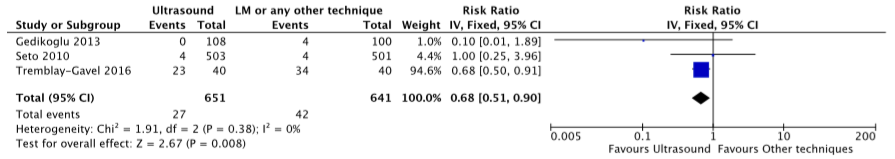 Ultrasound LM or any other technique Risk Ratio Risk Ratio
Study or Subgroup Events Total Events Total Weight IV, Fixed, 95% CI IV, Fixed, 95% CI
Gedikoglu 2013 0 108 4 100 1.0% 0.10 [0.01, 1.89]
Seto 2010 4 503 4 501 4.4% 1.00 [0.25, 3.96]
Tremblay-Gavel 2016 23 40 34 40 94.6% 0.68 [0.50, 0.91]
Total (95% CI) 651 641 100.0% 0.68 [0.51, 0.90]
Total events 27 42
Heterogeneity: Chi² = 1.91, df = 2 (P = 0.38); I² = 0%
Test for overall effect: Z = 2.67 (P = 0.008)
0.005 0.1 1 10 200
Favours Ultrasound Favours Other techniques